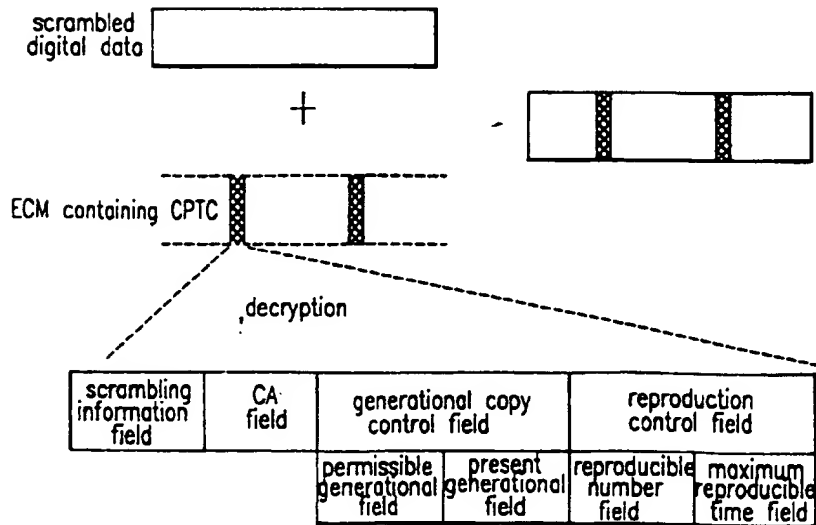 scrambled
digital data
+
ECM containing CPTC
decryption
scrambling
information
field
CA
field
generational copy
control field
reproduction
control field
permissible
generational field
present
generational field
reproducible
number
field
maximum
reproducible
time field